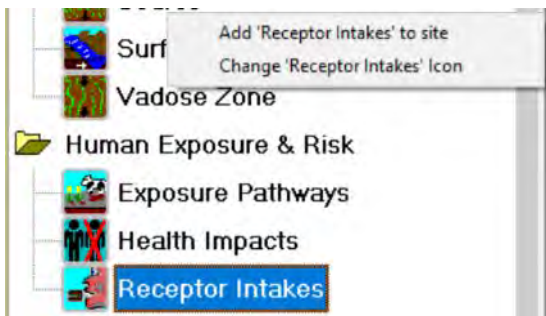 Add 'Receptor Intakes' to site
Surf
Change 'Receptor Intakes' Icon
Vadose Zone
Human Exposure & Risk
Exposure Pathways
Health Impacts
Receptor Intakes